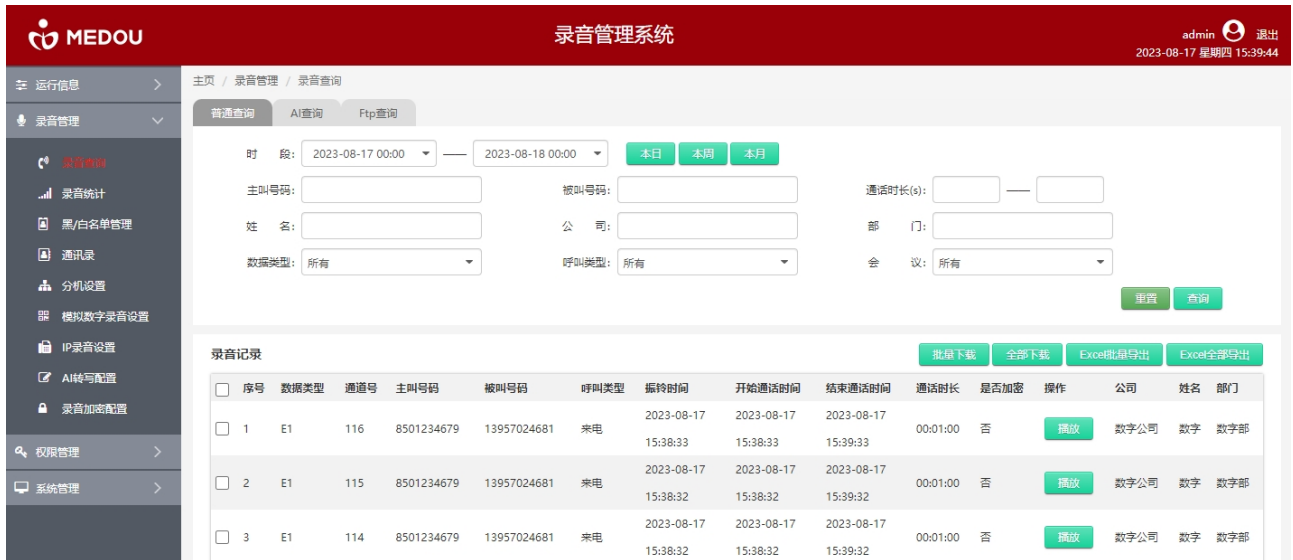 MEDOU
录音管理系统
admin 退出
2023-08-17 星期四 15:39:44
运行信息
录音管理
录音查询
录音统计
黑/白名单管理
通讯录
分机设置
模拟数字录音设置
IP录音设置
AI转写配置
录音加密配置
权限管理
系统管理
主页 / 录音管理 / 录音查询
普通查询 AI查询 Ftp查询
时 段: 2023-08-17 00:00 —— 2023-08-18 00:00 本日 本周 本月
主叫号码: 被叫号码: 通话时长(s): ——
姓 名: 公 司: 部 门:
数据类型: 所有 呼叫类型: 所有 会 议: 所有
重置 查询
录音记录 批量下载 全部下载 Excel批量导出 Excel全部导出
序号 数据类型 通道号 主叫号码 被叫号码 呼叫类型 振铃时间 开始通话时间 结束通话时间 通话时长 是否加密 操作 公司 姓名 部门
2023-08-17 2023-08-17 2023-08-17
1 E1 116 8501234679 13957024681 来电 00:01:00 否 播放 数字公司 数字 数字部
15:38:33 15:38:33 15:39:33
2023-08-17 2023-08-17 2023-08-17
2 E1 115 8501234679 13957024681 来电 00:01:00 否 播放 数字公司 数字 数字部
15:38:32 15:38:32 15:39:32
2023-08-17 2023-08-17 2023-08-17
3 E1 114 8501234679 13957024681 来电 00:01:00 否 播放 数字公司 数字 数字部
15:38:32 15:38:32 15:39:32